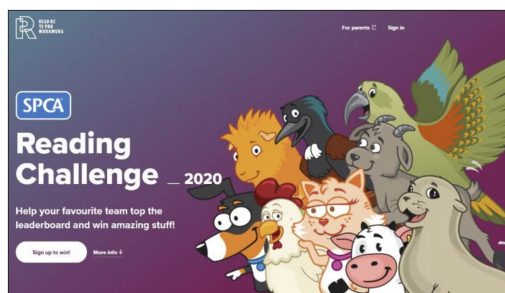 READ NZ
TE POU
MURAMURA
For parents
Sign in
SPCA
Reading
Challenge _ 2020
Help your favourite team top the
leaderboard and win amazing stuff!
Sign up to win!
More info ↓